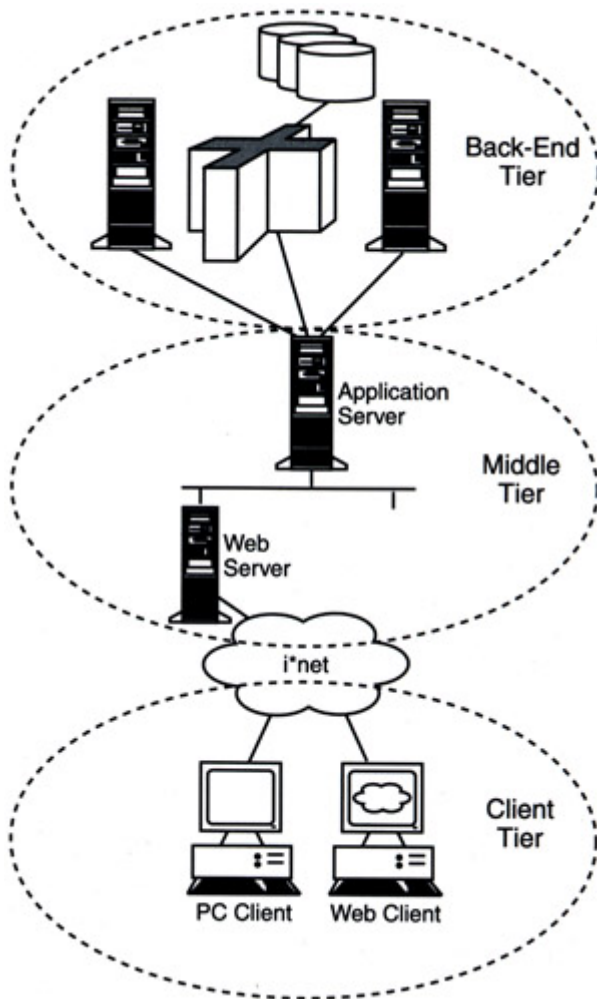 Back-End
Tier
Application
Server
Middle
Tier
Web
Server
i*net
Client
Tier
PC Client
Web Client